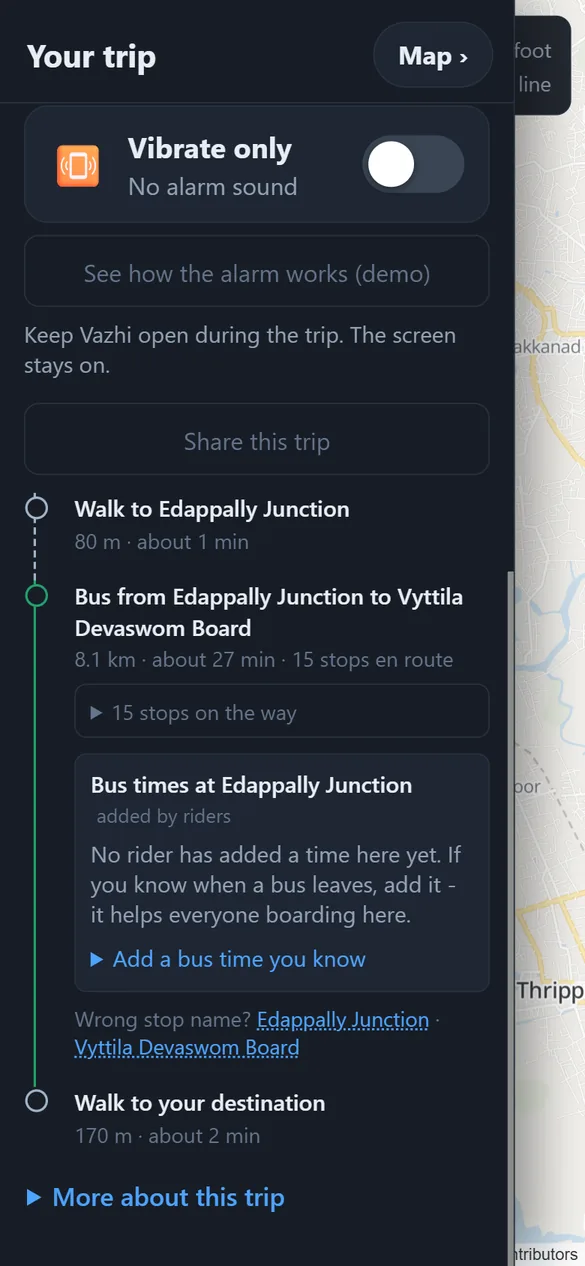 Your trip
Map ›
foot
line
Vibrate only
No alarm sound
See how the alarm works (demo)
Keep Vazhi open during the trip. The screen
stays on.
akkanad
Share this trip
Walk to Edappally Junction
80 m · about 1 min
Bus from Edappally Junction to Vyttila
Devaswom Board
8.1 km · about 27 min · 15 stops en route
▶ 15 stops on the way
Bus times at Edappally Junction
added by riders
oor
No rider has added a time here yet. If
you know when a bus leaves, add it -
it helps everyone boarding here.
▶ Add a bus time you know
Thripp
Wrong stop name? Edappally Junction ·
Vyttila Devaswom Board
Walk to your destination
170 m · about 2 min
▶ More about this trip
ntributors